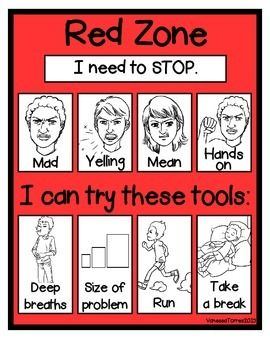 Red Zone
I need to STOP.
Mad
Yelling
Mean
Hands
on
I can try these tools:
Deep
breaths
Size of
problem
Run
Take
a break
VanessaTorres2023